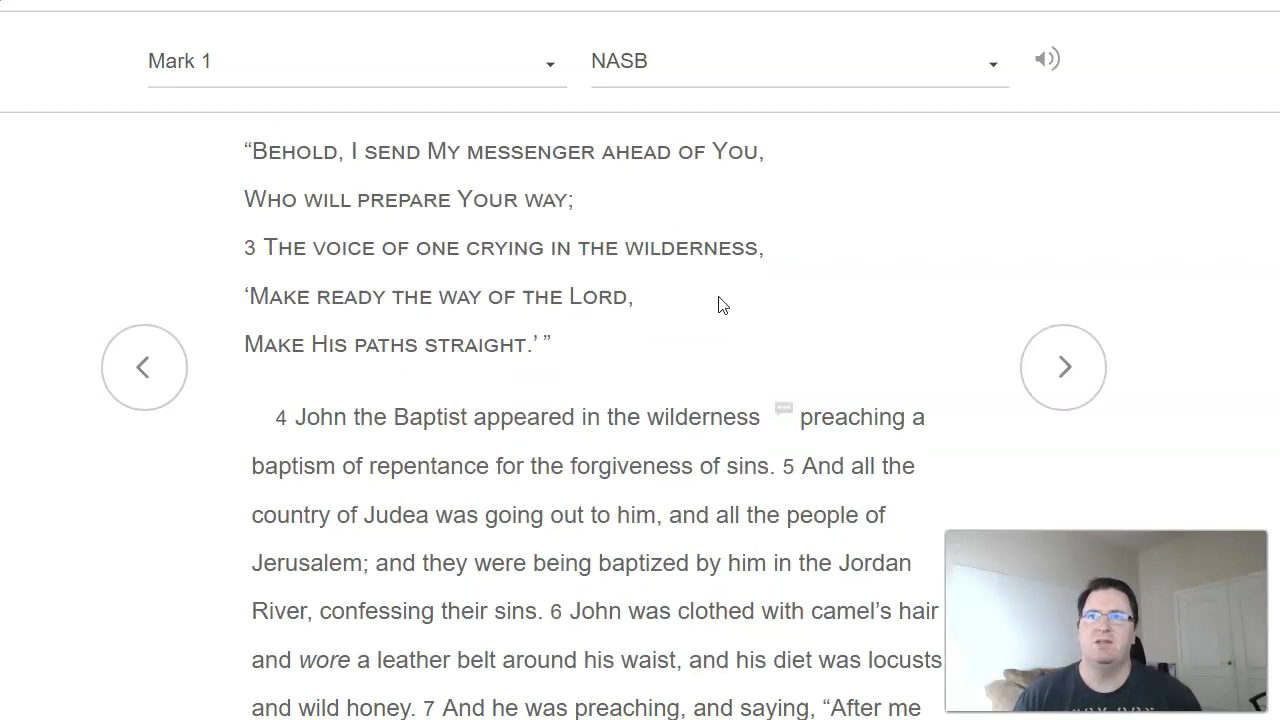 Mark 1
NASB
“Behold, I send My messenger ahead of You,
Who will prepare Your way;
3 The voice of one crying in the wilderness,
‘Make ready the way of the Lord,
Make His paths straight.’ ”
4 John the Baptist appeared in the wilderness preaching a
baptism of repentance for the forgiveness of sins. 5 And all the
country of Judea was going out to him, and all the people of
Jerusalem; and they were being baptized by him in the Jordan
River, confessing their sins. 6 John was clothed with camel’s hair
and wore a leather belt around his waist, and his diet was locusts
and wild honey. 7 And he was preaching, and saying, “After me